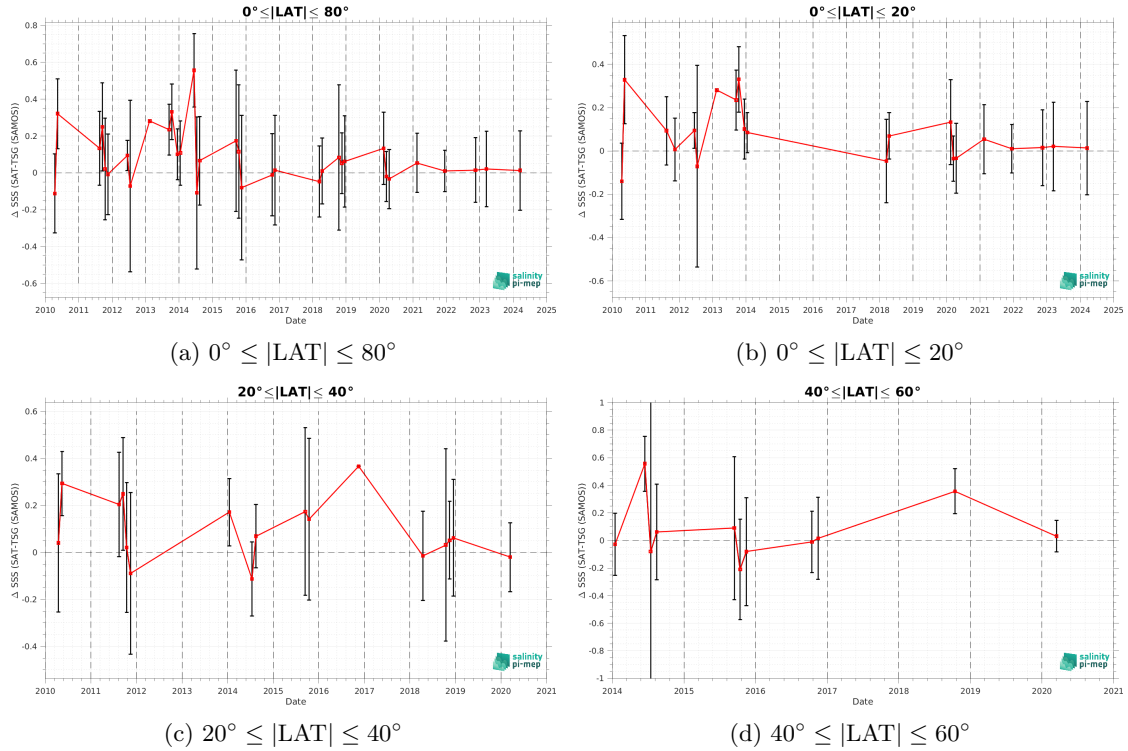 0°≤|LAT|≤ 80°
Δ SSS (SAT-TSG (SAMOS))
0.8
0.6
0.4
0.2
0
-0.2
-0.4
-0.6
2010 2011 2012 2013 2014 2015 2016 2017 2018 2019 2020 2021 2022 2023 2024 2025
Date
salinity
pi-mep
(a) 0° ≤ |LAT| ≤ 80°
0°≤|LAT|≤ 20°
Δ SSS (SAT-TSG (SAMOS))
0.4
0.2
0
-0.2
-0.4
-0.6
2010 2011 2012 2013 2014 2015 2016 2017 2018 2019 2020 2021 2022 2023 2024 2025
Date
salinity
pi-mep
(b) 0° ≤ |LAT| ≤ 20°
20°≤|LAT|≤ 40°
Δ SSS (SAT-TSG (SAMOS))
0.6
0.4
0.2
0
-0.2
-0.4
2010 2011 2012 2013 2014 2015 2016 2017 2018 2019 2020 2021
Date
salinity
pi-mep
(c) 20° ≤ |LAT| ≤ 40°
40°≤|LAT|≤ 60°
Δ SSS (SAT-TSG (SAMOS))
1
0.8
0.6
0.4
0.2
0
-0.2
-0.4
-0.6
-0.8
-1
2014 2015 2016 2017 2018 2019 2020 2021
Date
salinity
pi-mep
(d) 40° ≤ |LAT| ≤ 60°